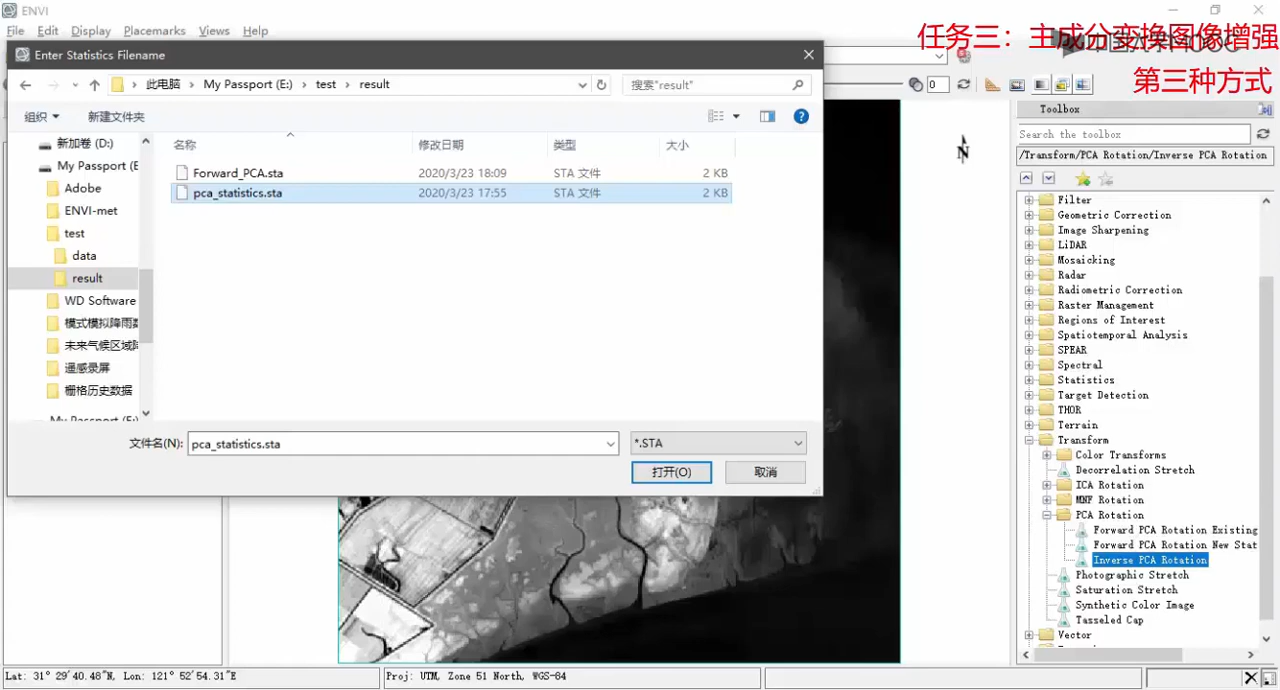 ENVI
File Edit Display Placemarks Views Help
任务三：主成分变换图像增强
第三种方式
Enter Statistics Filename
此电脑 My Passport (E:) test result
搜索"result"
0
组织 新建文件夹
Toolbox
Search the toolbox
/Transform/PCA Rotation/Inverse PCA Rotation
名称 修改日期 类型 大小
Forward_PCA.sta 2020/3/23 18:09 STA 文件 2 KB
pca_statistics.sta 2020/3/23 17:55 STA 文件 2 KB
新加卷 (D:)
My Passport (E
Adobe
ENVI-met
test
data
result
WD Software
模式模拟降雨数
未来气候区域降
遥感录屏
栅格历史数据
My Passport (E:)
文件名(N): pca_statistics.sta *.STA
打开(O) 取消
N
Filter
Geometric Correction
Image Sharpening
LiDAR
Mosaicking
Radar
Radiometric Correction
Raster Management
Regions of Interest
Spatiotemporal Analysis
SPEAR
Spectral
Statistics
Target Detection
THOR
Terrain
Transform
Color Transforms
Decorrelation Stretch
ICA Rotation
MNF Rotation
PCA Rotation
Forward PCA Rotation Existing
Forward PCA Rotation New Stat
Inverse PCA Rotation
Photographic Stretch
Saturation Stretch
Synthetic Color Image
Tasseled Cap
Vector
Lat: 31° 29′40.48″N, Lon: 121° 52′54.31″E
Proj: UTM, Zone 51 North, WGS-84